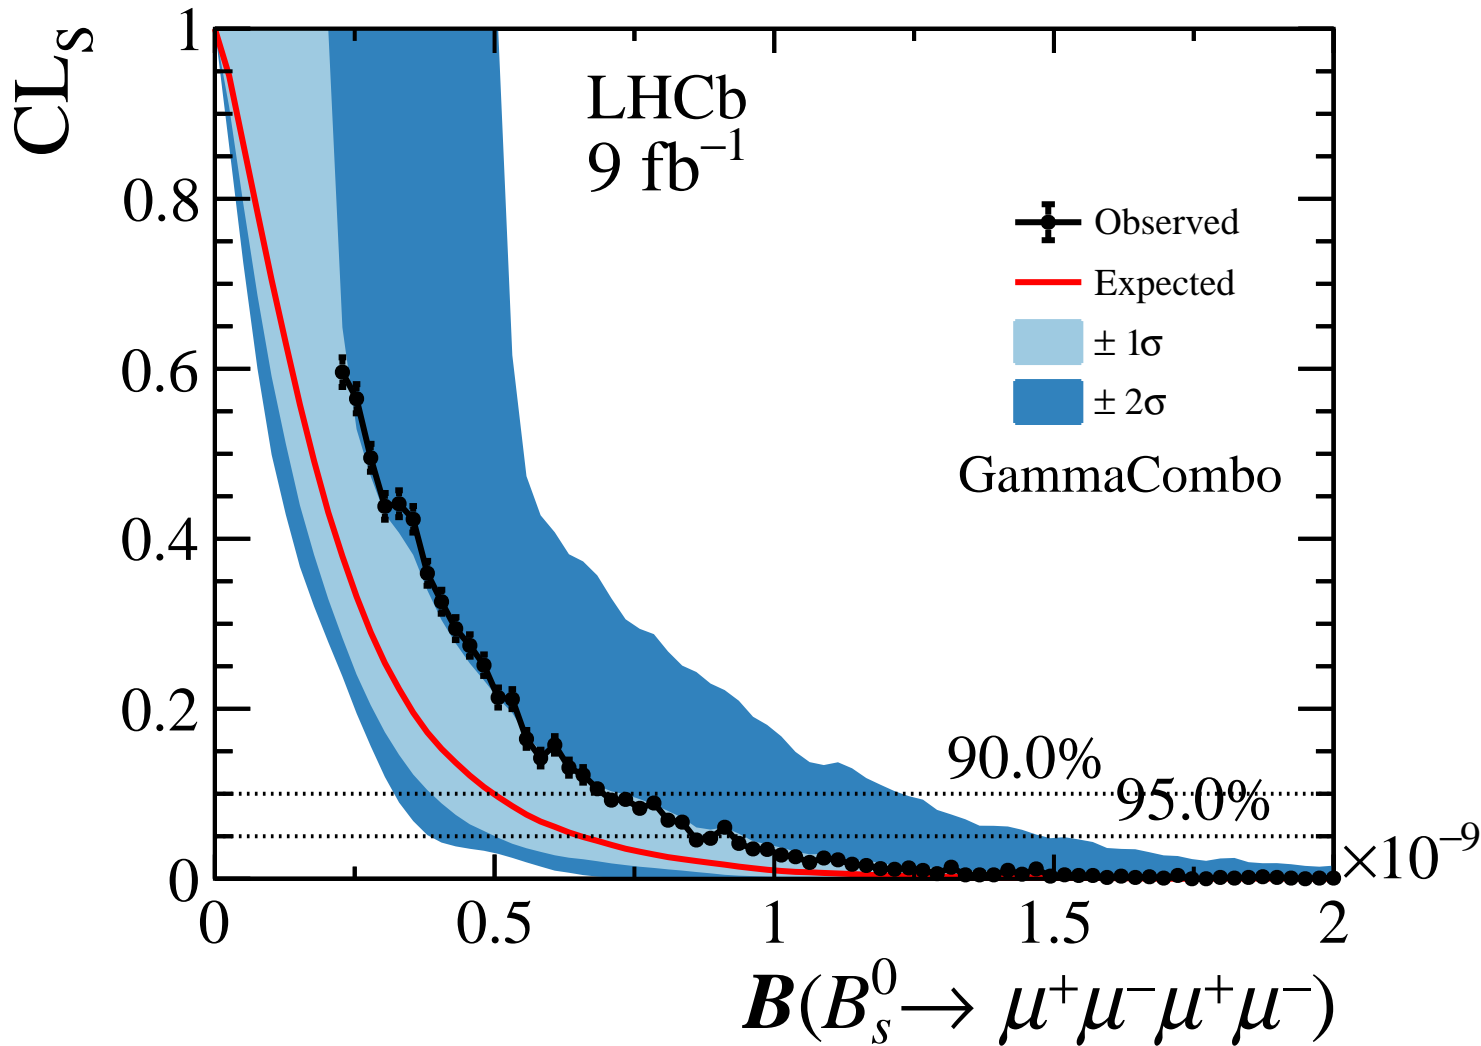 CLₛ
1
0.8
0.6
0.4
0.2
0
LHCb
9 fb⁻¹
Observed
Expected
± 1σ
± 2σ
GammaCombo
90.0%
95.0%
×10⁻⁹
0 0.5 1 1.5 2
B(B⁰ₛ→ μ⁺μ⁻μ⁺μ⁻)